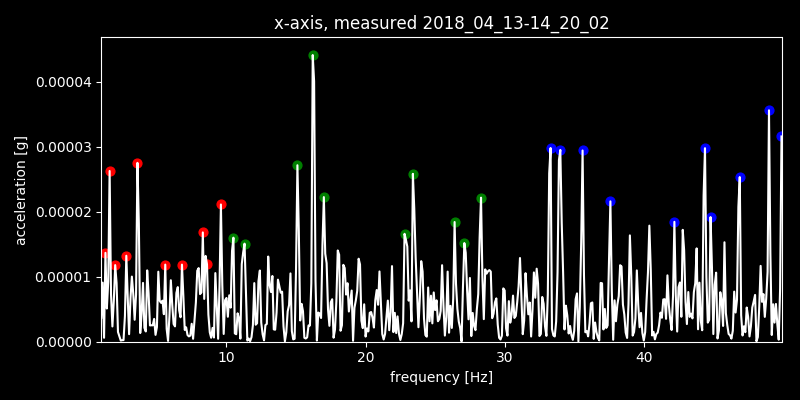 x-axis, measured 2018_04_13-14_20_02
0.00004
0.00003
0.00002
0.00001
0.00000
acceleration [g]
10 20 30 40
frequency [Hz]